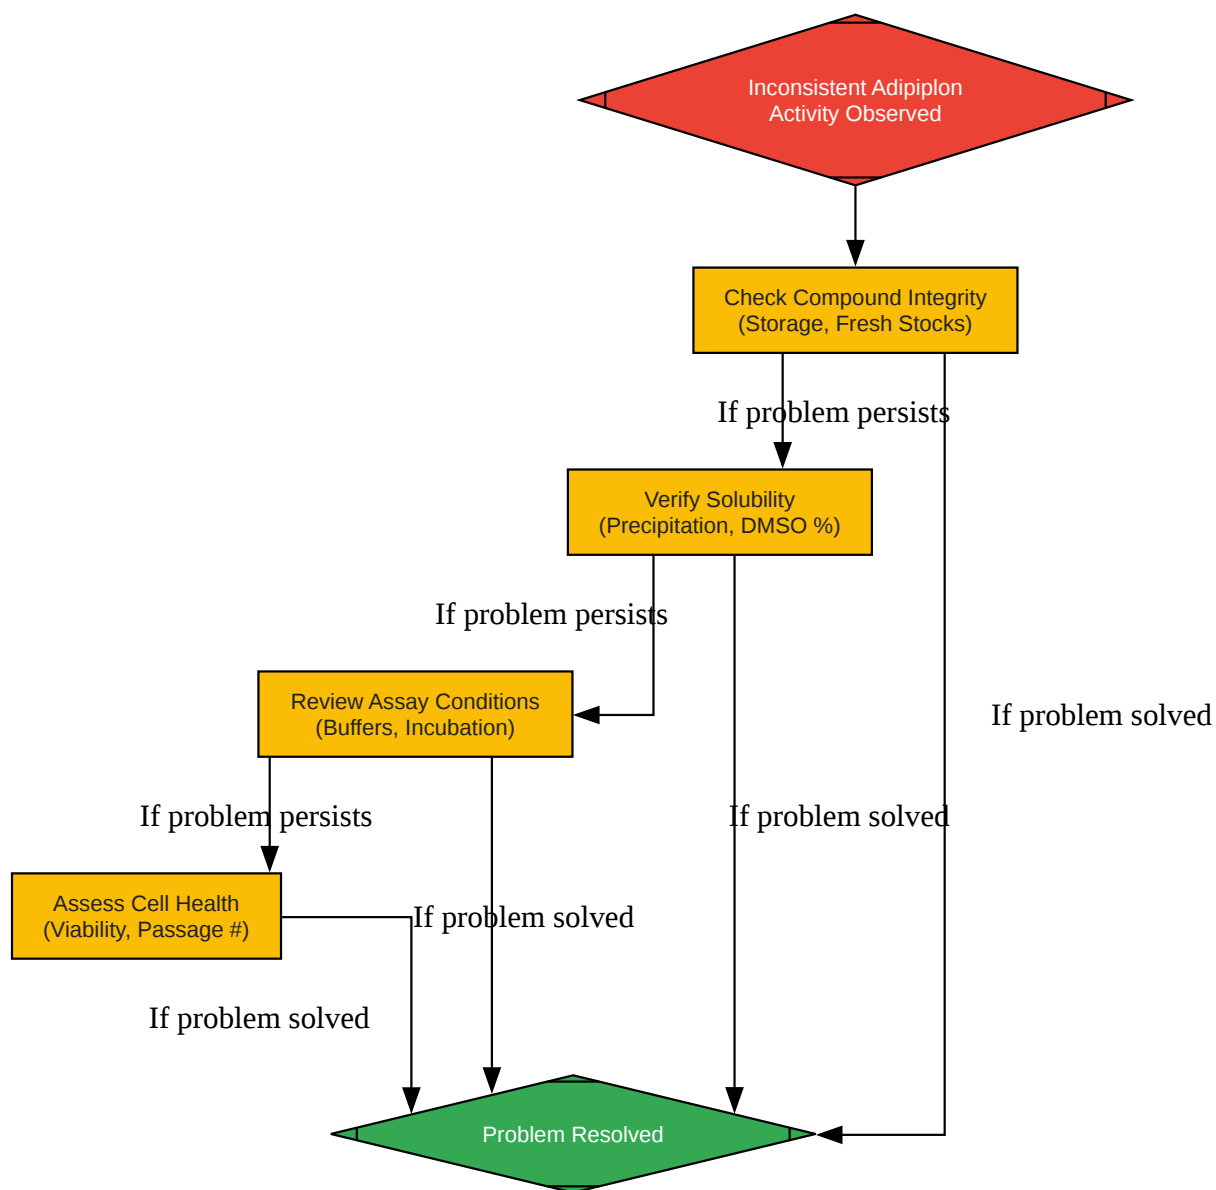 Inconsistent Adipiplon
Activity Observed
Check Compound Integrity
(Storage, Fresh Stocks)
If problem persists
Verify Solubility
(Precipitation, DMSO %)
If problem persists
Review Assay Conditions
(Buffers, Incubation)
If problem solved
If problem persists
If problem solved
Assess Cell Health
(Viability, Passage #)
If problem solved
If problem solved
Problem Resolved